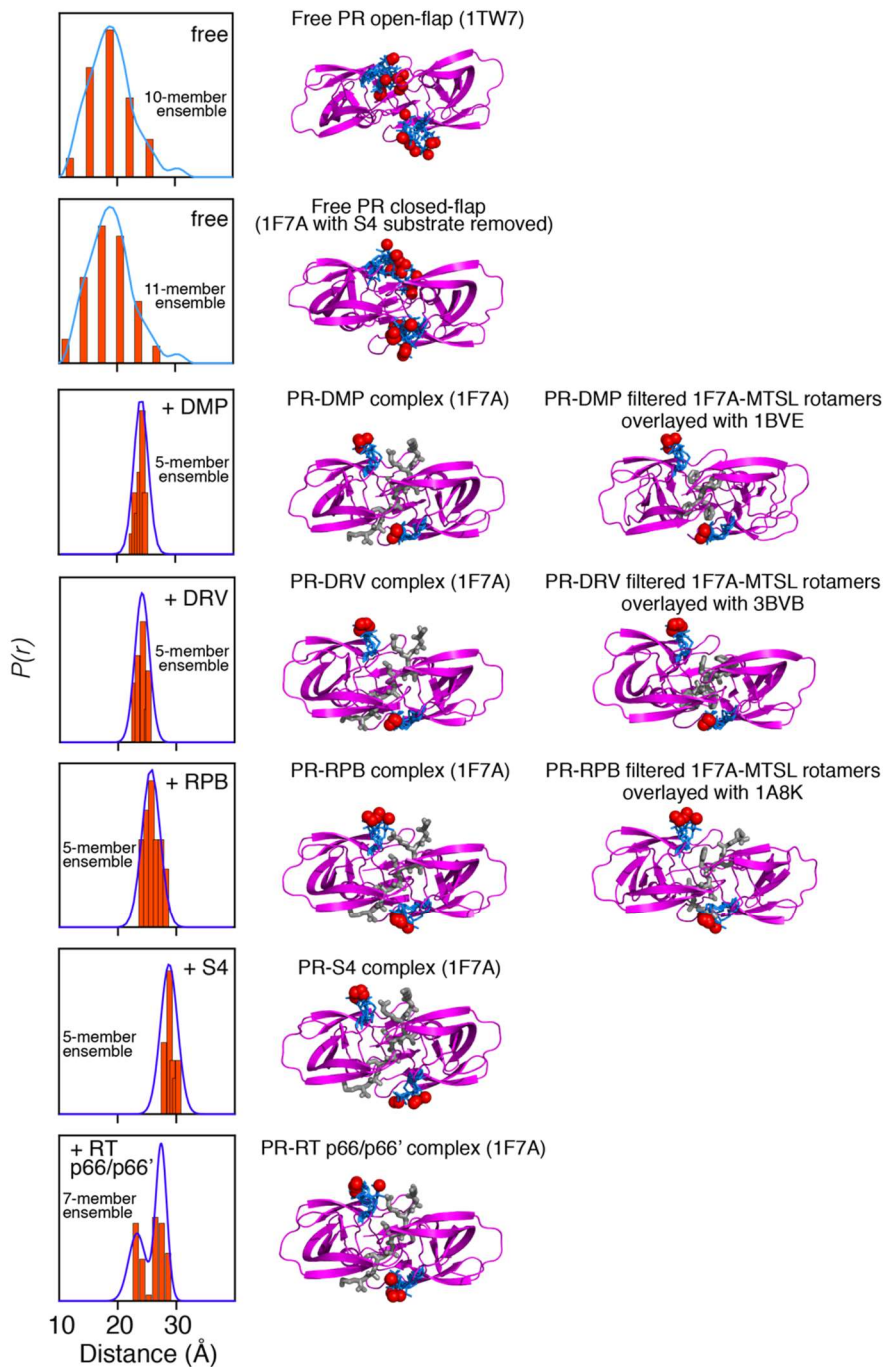 free
10-member
ensemble
Free PR open-flap (1TW7)
free
11-member
ensemble
Free PR closed-flap
(1F7A with S4 substrate removed)
+ DMP
5-member
ensemble
PR-DMP complex (1F7A)
PR-DMP filtered 1F7A-MTSL rotamers
overlayed with 1BVE
+ DRV
5-member
ensemble
PR-DRV complex (1F7A)
PR-DRV filtered 1F7A-MTSL rotamers
overlayed with 3BVB
P(r)
+ RPB
5-member
ensemble
PR-RPB complex (1F7A)
PR-RPB filtered 1F7A-MTSL rotamers
overlayed with 1A8K
+ S4
5-member
ensemble
PR-S4 complex (1F7A)
+ RT
p66/p66’
7-member
ensemble
PR-RT p66/p66’ complex (1F7A)
10 20 30
Distance (Å)